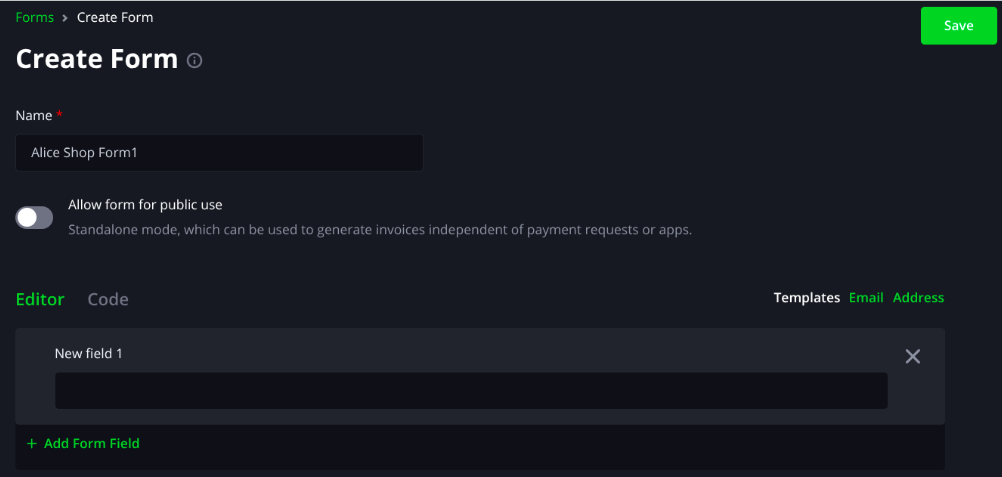 Forms > Create Form
Save
Create Form
Name *
Alice Shop Form1
Allow form for public use
Standalone mode, which can be used to generate invoices independent of payment requests or apps.
Editor Code Templates Email Address
New field 1
+ Add Form Field